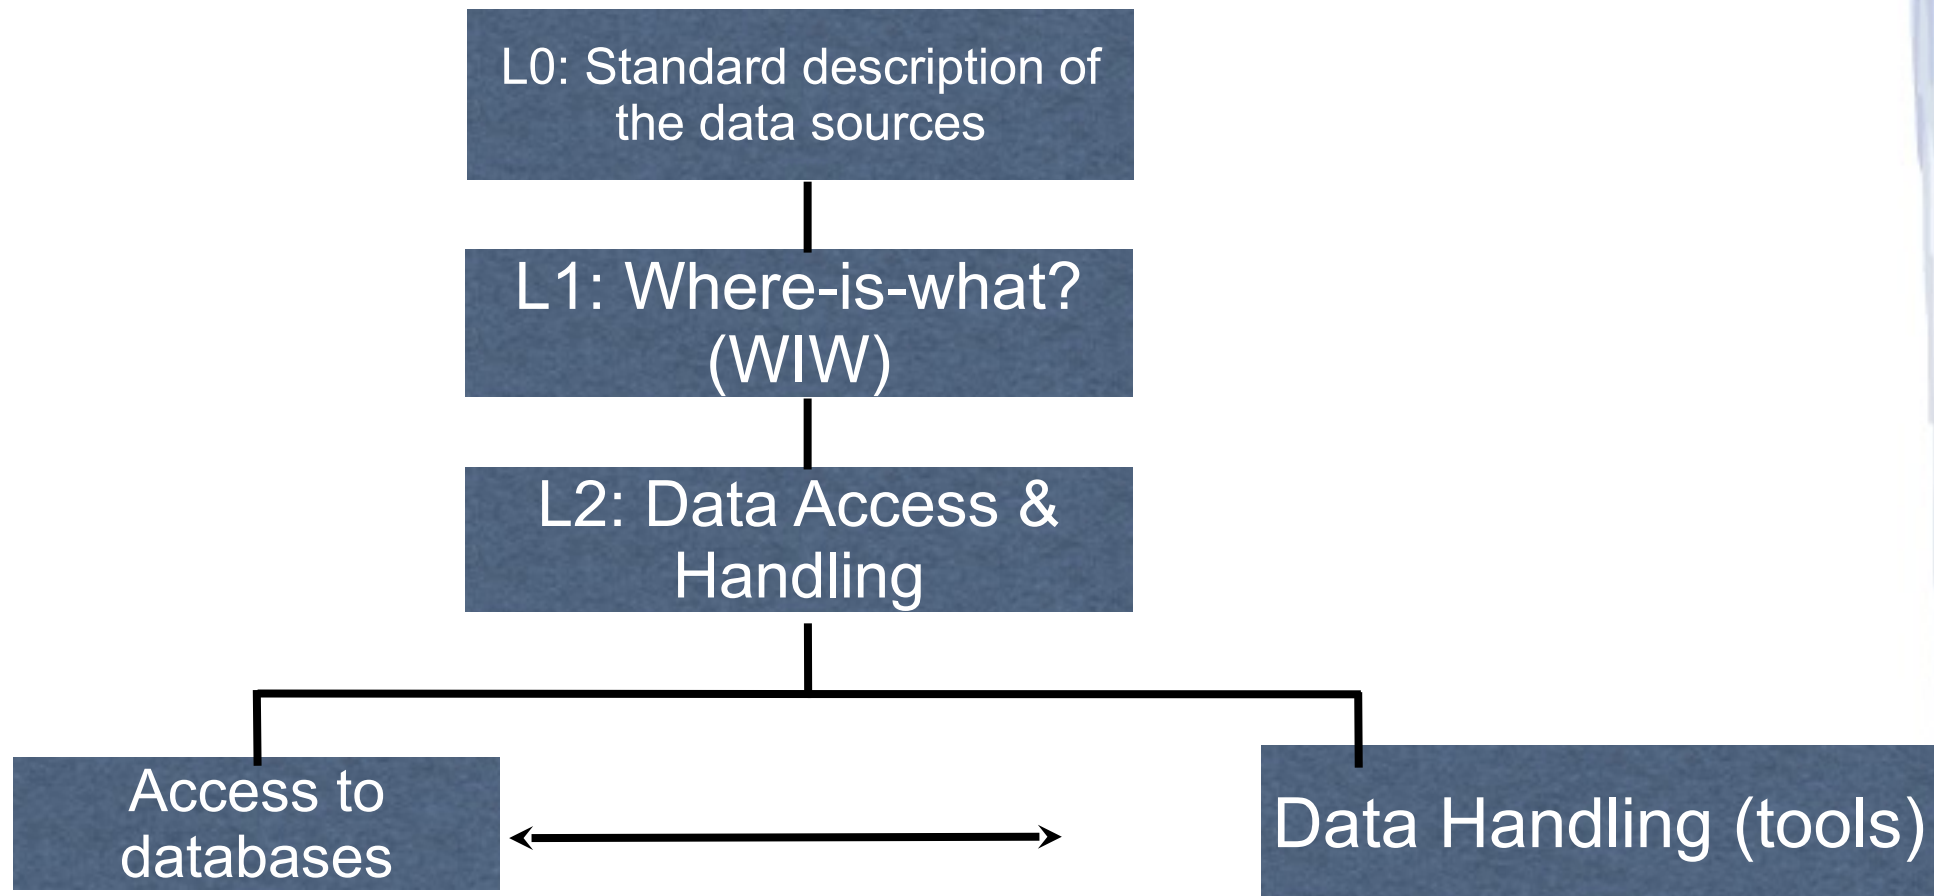 L0: Standard description of
the data sources
L1: Where-is-what?
(WIW)
L2: Data Access &
Handling
Access to
databases
Data Handling (tools)